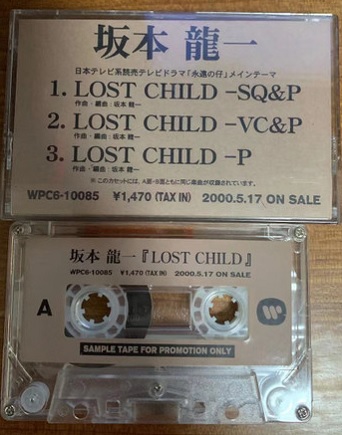 坂本 龍一
日本テレビ系読売テレビドラマ「永遠の仔」メインテーマ
1. LOST CHILD -SQ&P
作曲・編曲:坂本 龍一
2. LOST CHILD -VC&P
作曲・編曲:坂本 龍一
3. LOST CHILD -P
作曲・編曲:坂本 龍一
※このカセットには、A面・B面ともに同じ楽曲が収録されています。
WPC6-10085 ¥1,470 (TAX IN) 2000.5.17 ON SALE
坂本 龍一『LOST CHILD』
WPC6-10085 ¥1,470 (TAX IN) 2000.5.17 ON SALE
A
SAMPLE TAPE FOR PROMOTION ONLY